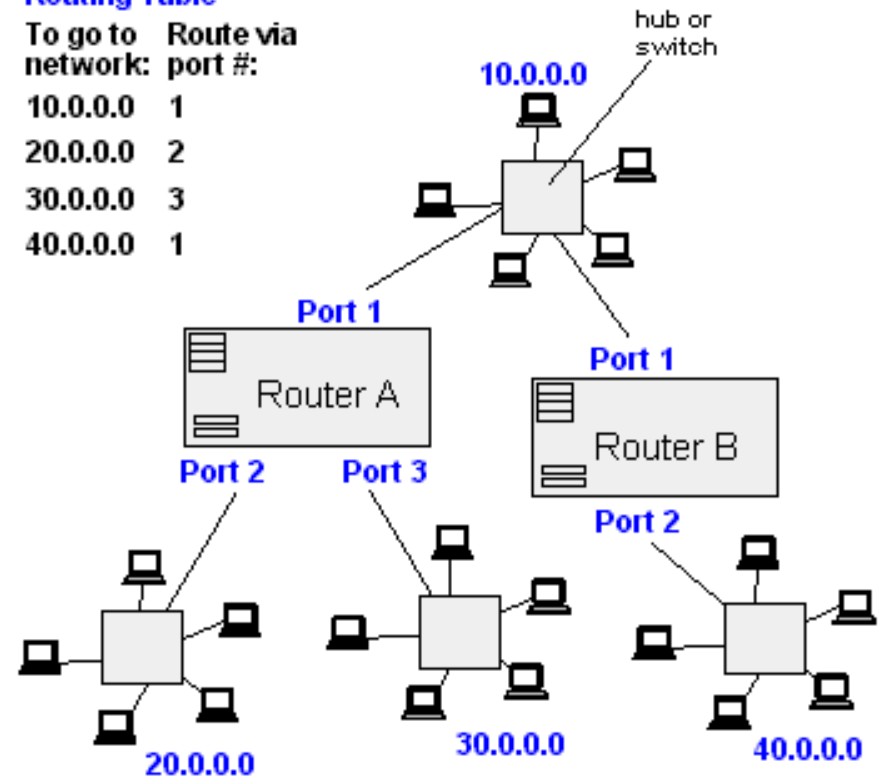 Routing Table
To go to network: Route via port #:
10.0.0.0 1
20.0.0.0 2
30.0.0.0 3
40.0.0.0 1
hub or
switch
10.0.0.0
Port 1
Router A
Port 2 Port 3
Port 1
Router B
Port 2
20.0.0.0
30.0.0.0
40.0.0.0